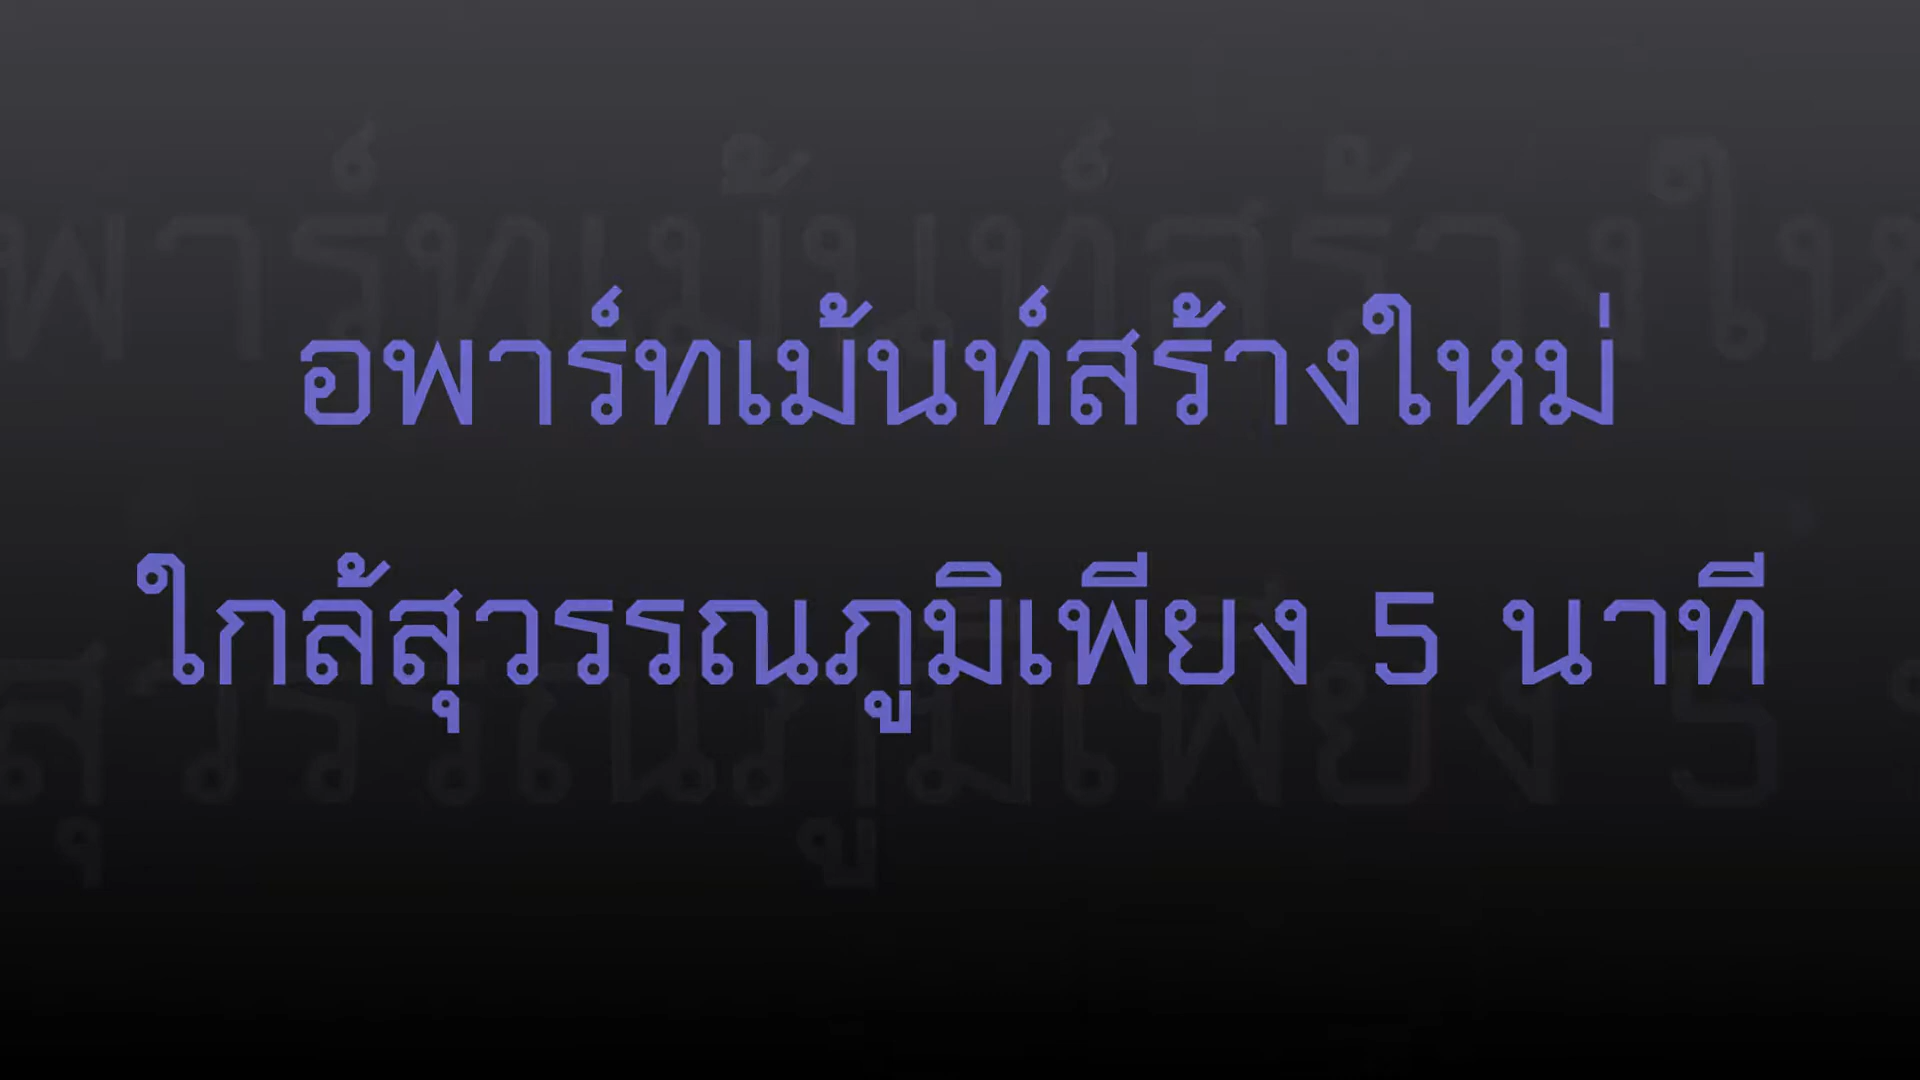 อพาร์ทเม้นท์สร้างใหม่
ใกล้สุวรรณภูมิเพียง 5 นาที